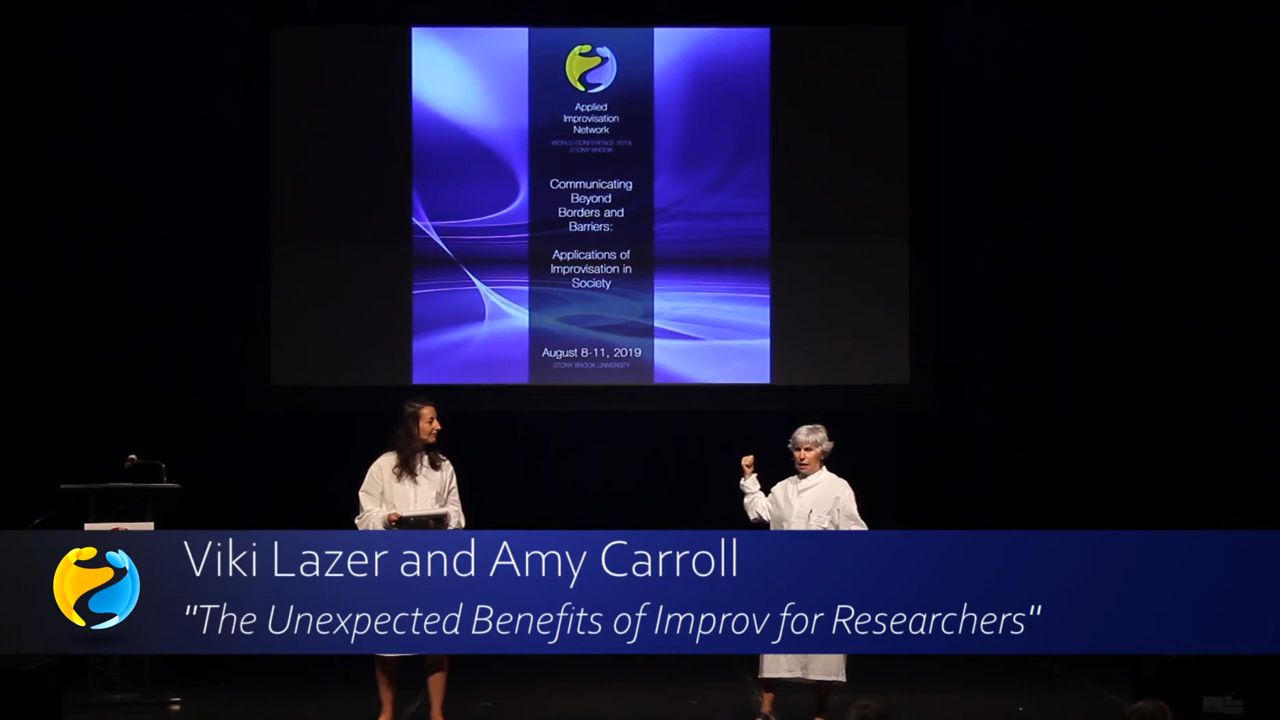 Applied
Improvisation
Network
WORLD CONFERENCE 2019
STONY BROOK
Communicating
Beyond
Borders and
Barriers:
Applications of
Improvisation in
Society
August 8-11, 2019
STONY BROOK UNIVERSITY
Viki Lazer and Amy Carroll
"The Unexpected Benefits of Improv for Researchers"